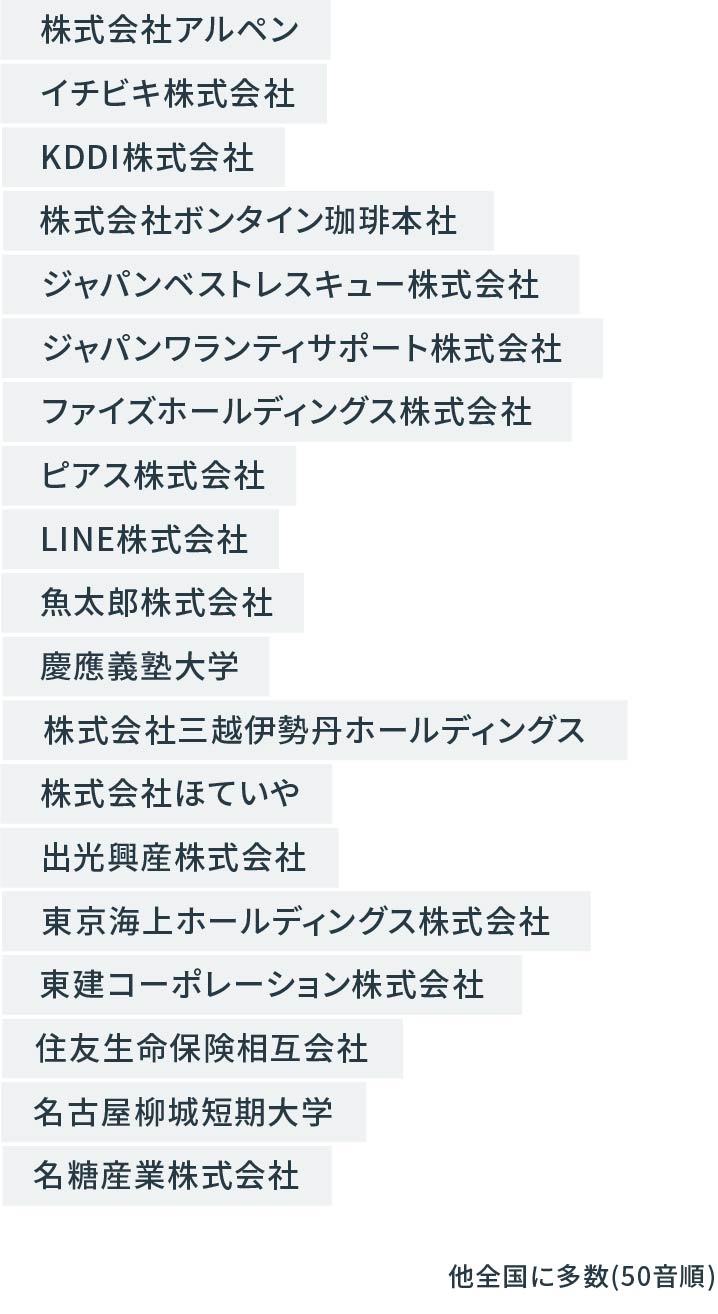 株式会社アルペン
イチビキ株式会社
KDDI株式会社
株式会社ボンタイン珈琲本社
ジャパンベストレスキュー株式会社
ジャパンワランティサポート株式会社
ファイズホールディングス株式会社
ピアス株式会社
LINE株式会社
魚太郎株式会社
慶應義塾大学
株式会社三越伊勢丹ホールディングス
株式会社ほていや
出光興産株式会社
東京海上ホールディングス株式会社
東建コーポレーション株式会社
住友生命保険相互会社
名古屋柳城短期大学
名糖産業株式会社
他全国に多数(50音順)